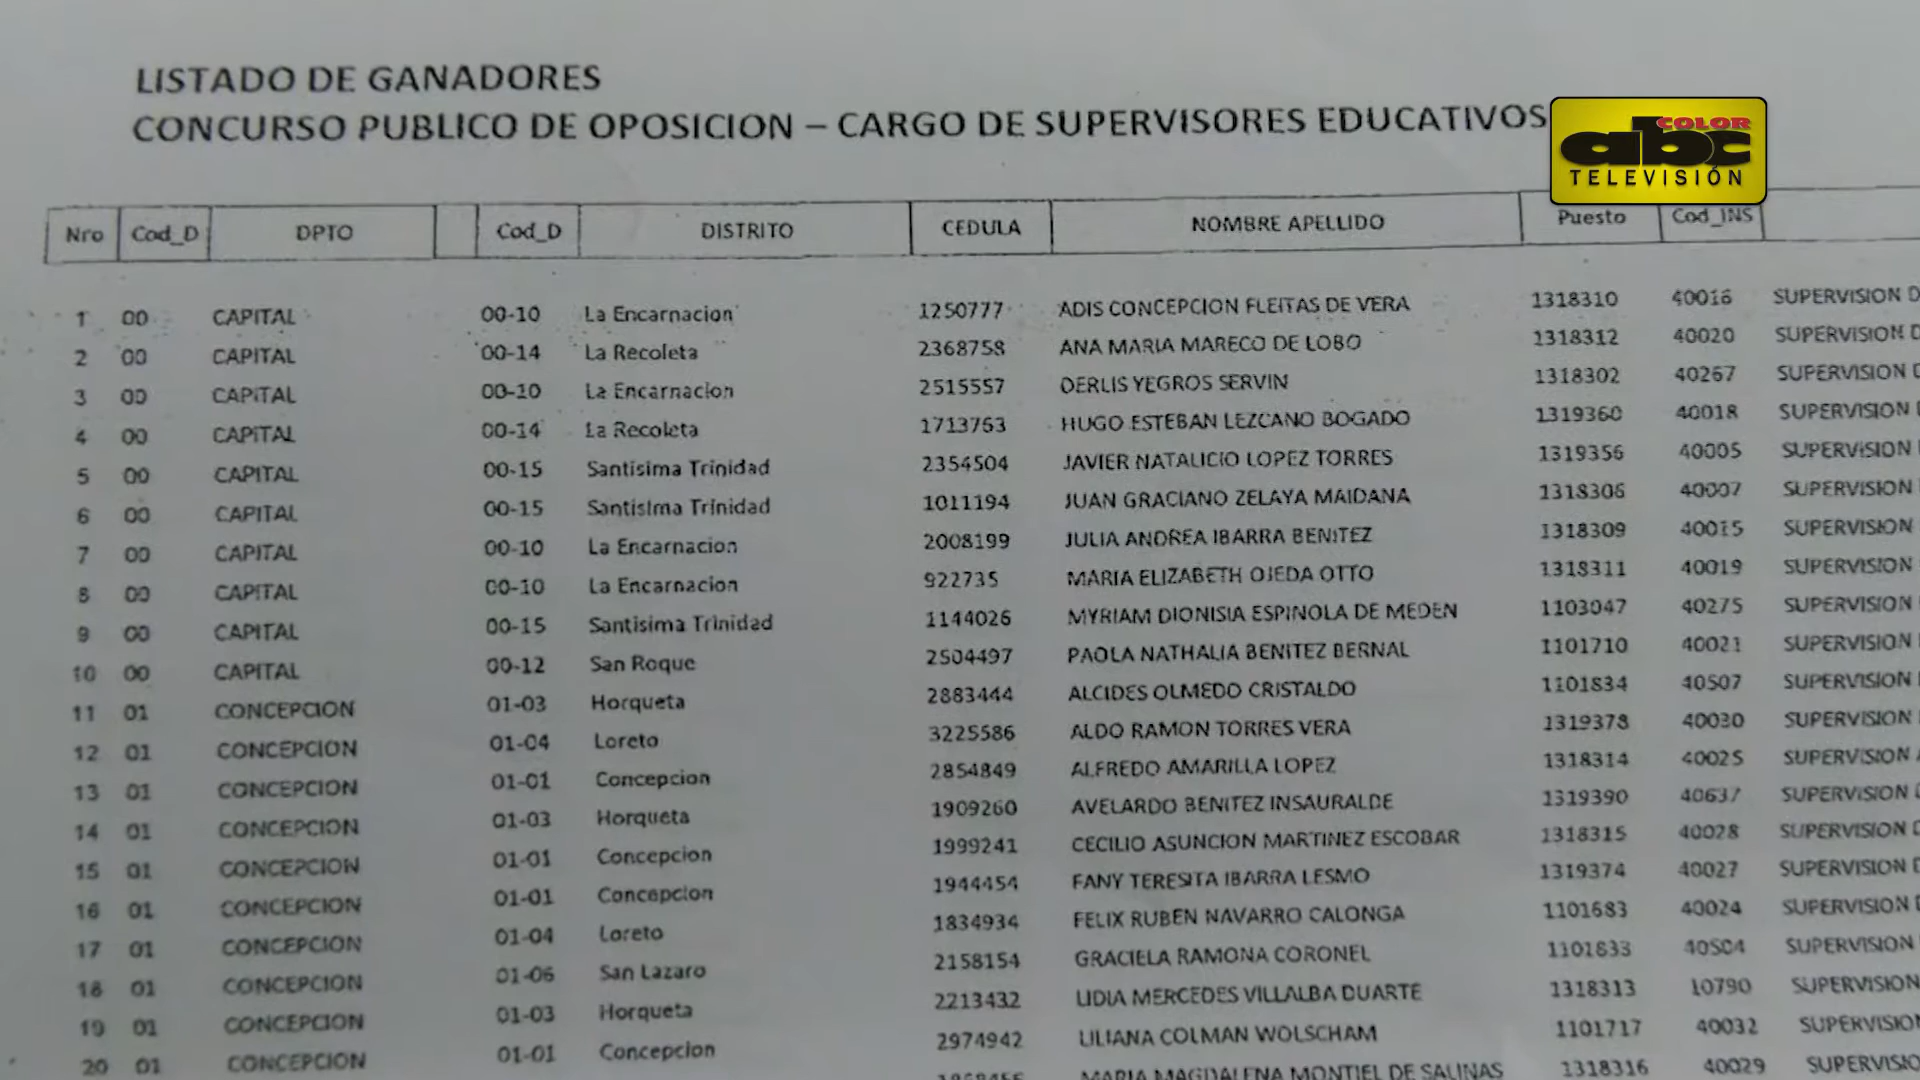 LISTADO DE GANADORES
CONCURSO PUBLICO DE OPOSICION – CARGO DE SUPERVISORES EDUCATIVOS
abc COLOR
TELEVISIÓN
Nro Cod_D DPTO Cod_D DISTRITO CEDULA NOMBRE APELLIDO Puesto Cod_INS
1 00 CAPITAL 00-10 La Encarnacion 1250777 ADIS CONCEPCION FLEITAS DE VERA 1318310 40016 SUPERVISION
2 00 CAPITAL 00-14 La Recoleta 2368758 ANA MARIA MARECO DE LOBO 1318312 40020 SUPERVISION
3 00 CAPITAL 00-10 La Encarnacion 2515557 DERLIS YEGROS SERVIN 1318302 40267 SUPERVISION
4 00 CAPITAL 00-14 La Recoleta 1713763 HUGO ESTEBAN LEZCANO BOGADO 1319360 40018 SUPERVISION
5 00 CAPITAL 00-15 Santisima Trinidad 2354504 JAVIER NATALICIO LOPEZ TORRES 1319356 40005 SUPERVISION
6 00 CAPITAL 00-15 Santisima Trinidad 1011194 JUAN GRACIANO ZELAYA MAIDANA 1318306 40007 SUPERVISION
7 00 CAPITAL 00-10 La Encarnacion 2008199 JULIA ANDREA IBARRA BENITEZ 1318309 40015 SUPERVISION
8 00 CAPITAL 00-10 La Encarnacion 922735 MARIA ELIZABETH OJEDA OTTO 1318311 40019 SUPERVISION
9 00 CAPITAL 00-15 Santisima Trinidad 1144026 MYRIAM DIONISIA ESPINOLA DE MEDEN 1103047 40275 SUPERVISION
10 00 CAPITAL 00-12 San Roque 2504497 PAOLA NATHALIA BENITEZ BERNAL 1101710 40021 SUPERVISION
11 01 CONCEPCION 01-03 Horqueta 2883444 ALCIDES OLMEDO CRISTALDO 1101834 40507 SUPERVISION
12 01 CONCEPCION 01-04 Loreto 3225586 ALDO RAMON TORRES VERA 1319378 40030 SUPERVISION
13 01 CONCEPCION 01-01 Concepcion 2854849 ALFREDO AMARILLA LOPEZ 1318314 40025 SUPERVISION
14 01 CONCEPCION 01-03 Horqueta 1909260 AVELARDO BENITEZ INSAURALDE 1319390 40637 SUPERVISION
15 01 CONCEPCION 01-01 Concepcion 1999241 CECILIO ASUNCION MARTINEZ ESCOBAR 1318315 40028 SUPERVISION
16 01 CONCEPCION 01-01 Concepcion 1944454 FANY TERESITA IBARRA LESMO 1319374 40027 SUPERVISION
17 01 CONCEPCION 01-04 Loreto 1834934 FELIX RUBEN NAVARRO CALONGA 1101683 40024 SUPERVISION
18 01 CONCEPCION 01-06 San Lazaro 2158154 GRACIELA RAMONA CORONEL 1101833 40504 SUPERVISION
19 01 CONCEPCION 01-03 Horqueta 2213432 LIDIA MERCEDES VILLALBA DUARTE 1318313 10790 SUPERVISION
20 01 CONCEPCION 01-01 Concepcion 2974942 LILIANA COLMAN WOLSCHAM 1101717 40032 SUPERVISION
MARIA MAGDALENA MONTIEL DE SALINAS 1318316 40029